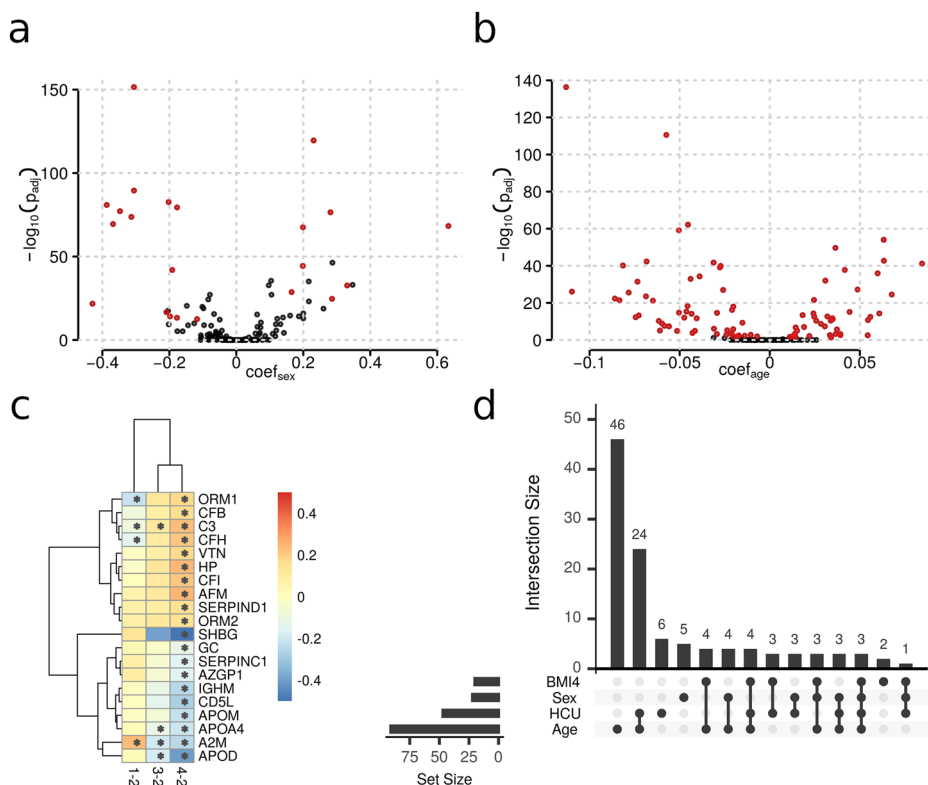 a
b
150
100
50
0
−log10(padj)
−0.4 −0.2 0 0.2 0.4 0.6
coefsex
140
120
100
80
60
40
20
0
−log10(padj)
−0.1 −0.05 0 0.05
coefage
c
d
ORM1
CFB
C3
CFH
VTN
HP
CFI
AFM
SERPIND1
ORM2
SHBG
GC
SERPINC1
AZGP1
IGHM
CD5L
APOM
APOA4
A2M
APOD
* *
*
* * *
* *
*
*
*
*
*
*
*
*
*
*
*
*
*
* *
* * *
* *
1-2 3-2 4-2
0.4
0.2
0
-0.2
-0.4
75 50 25 0
Set Size
50
40
30
20
10
0
Intersection Size
46 24 6 5 4 4 4 3 3 3 3 3 2 1
BMI4
Sex
HCU
Age